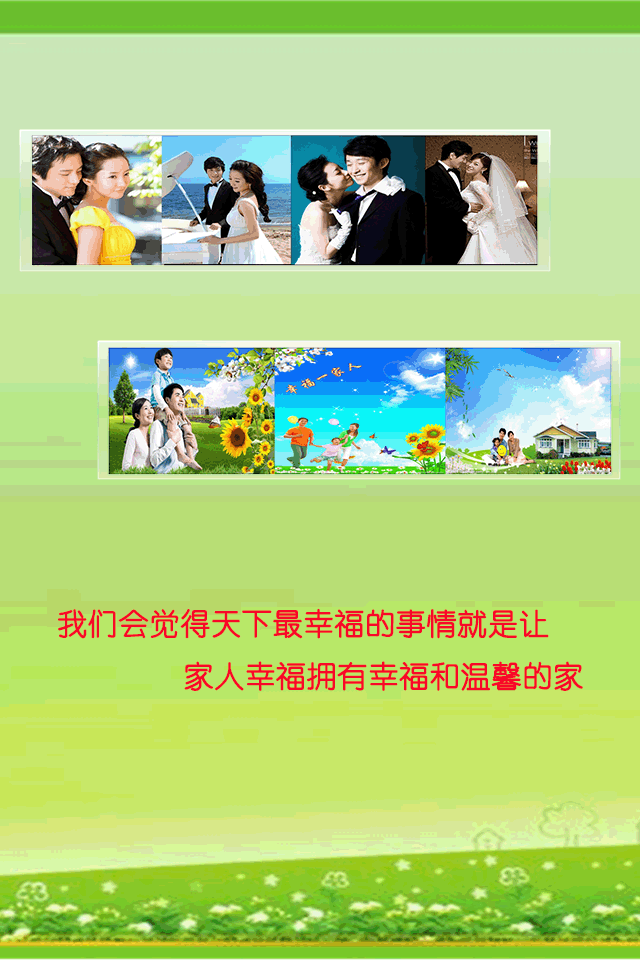 幸福一家人
我们会觉得天下最幸福的事情就是让
家人幸福拥有幸福和温馨的家